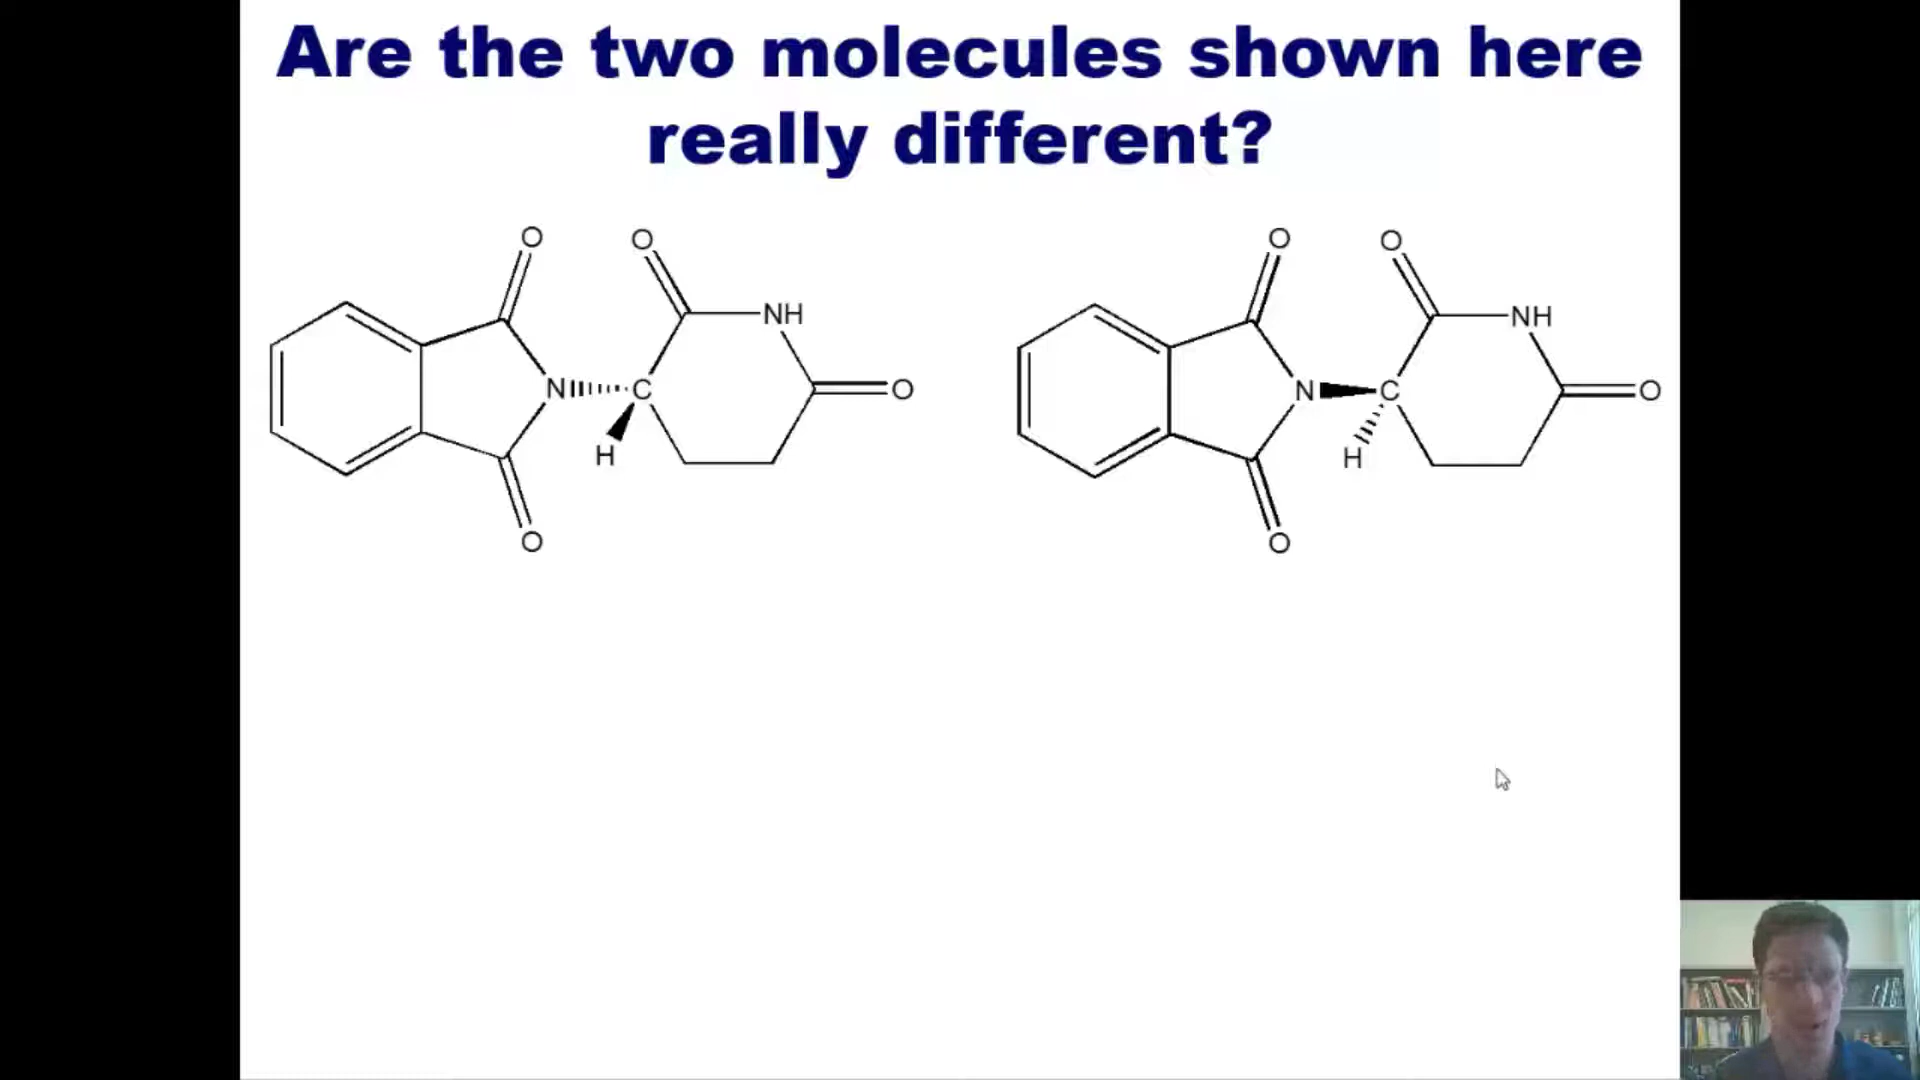 Are the two molecules shown here
really different?
O O O O
NH NH
N C O N C O
H H
O O